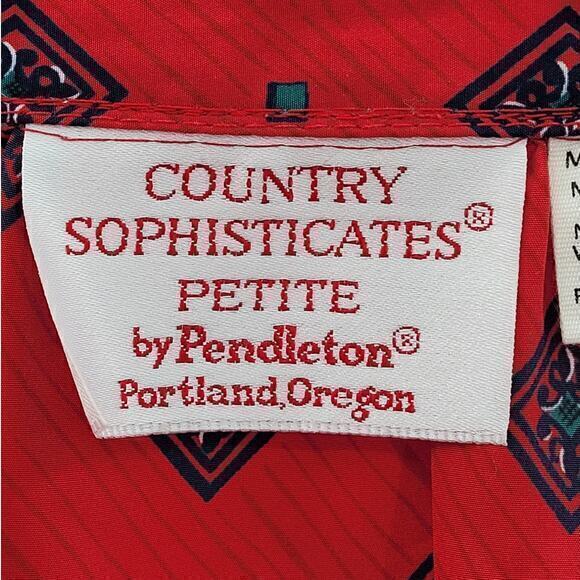 COUNTRY
SOPHISTICATES®
PETITE
by Pendleton®
Portland, Oregon